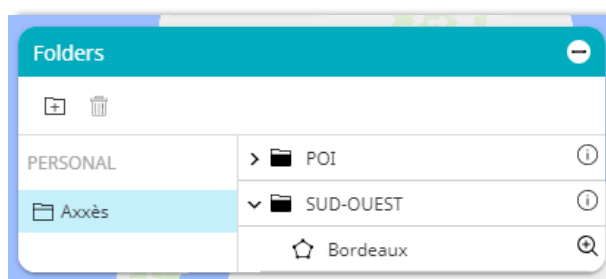 Folders
PERSONAL
Axxès
POI
SUD-OUEST
Bordeaux